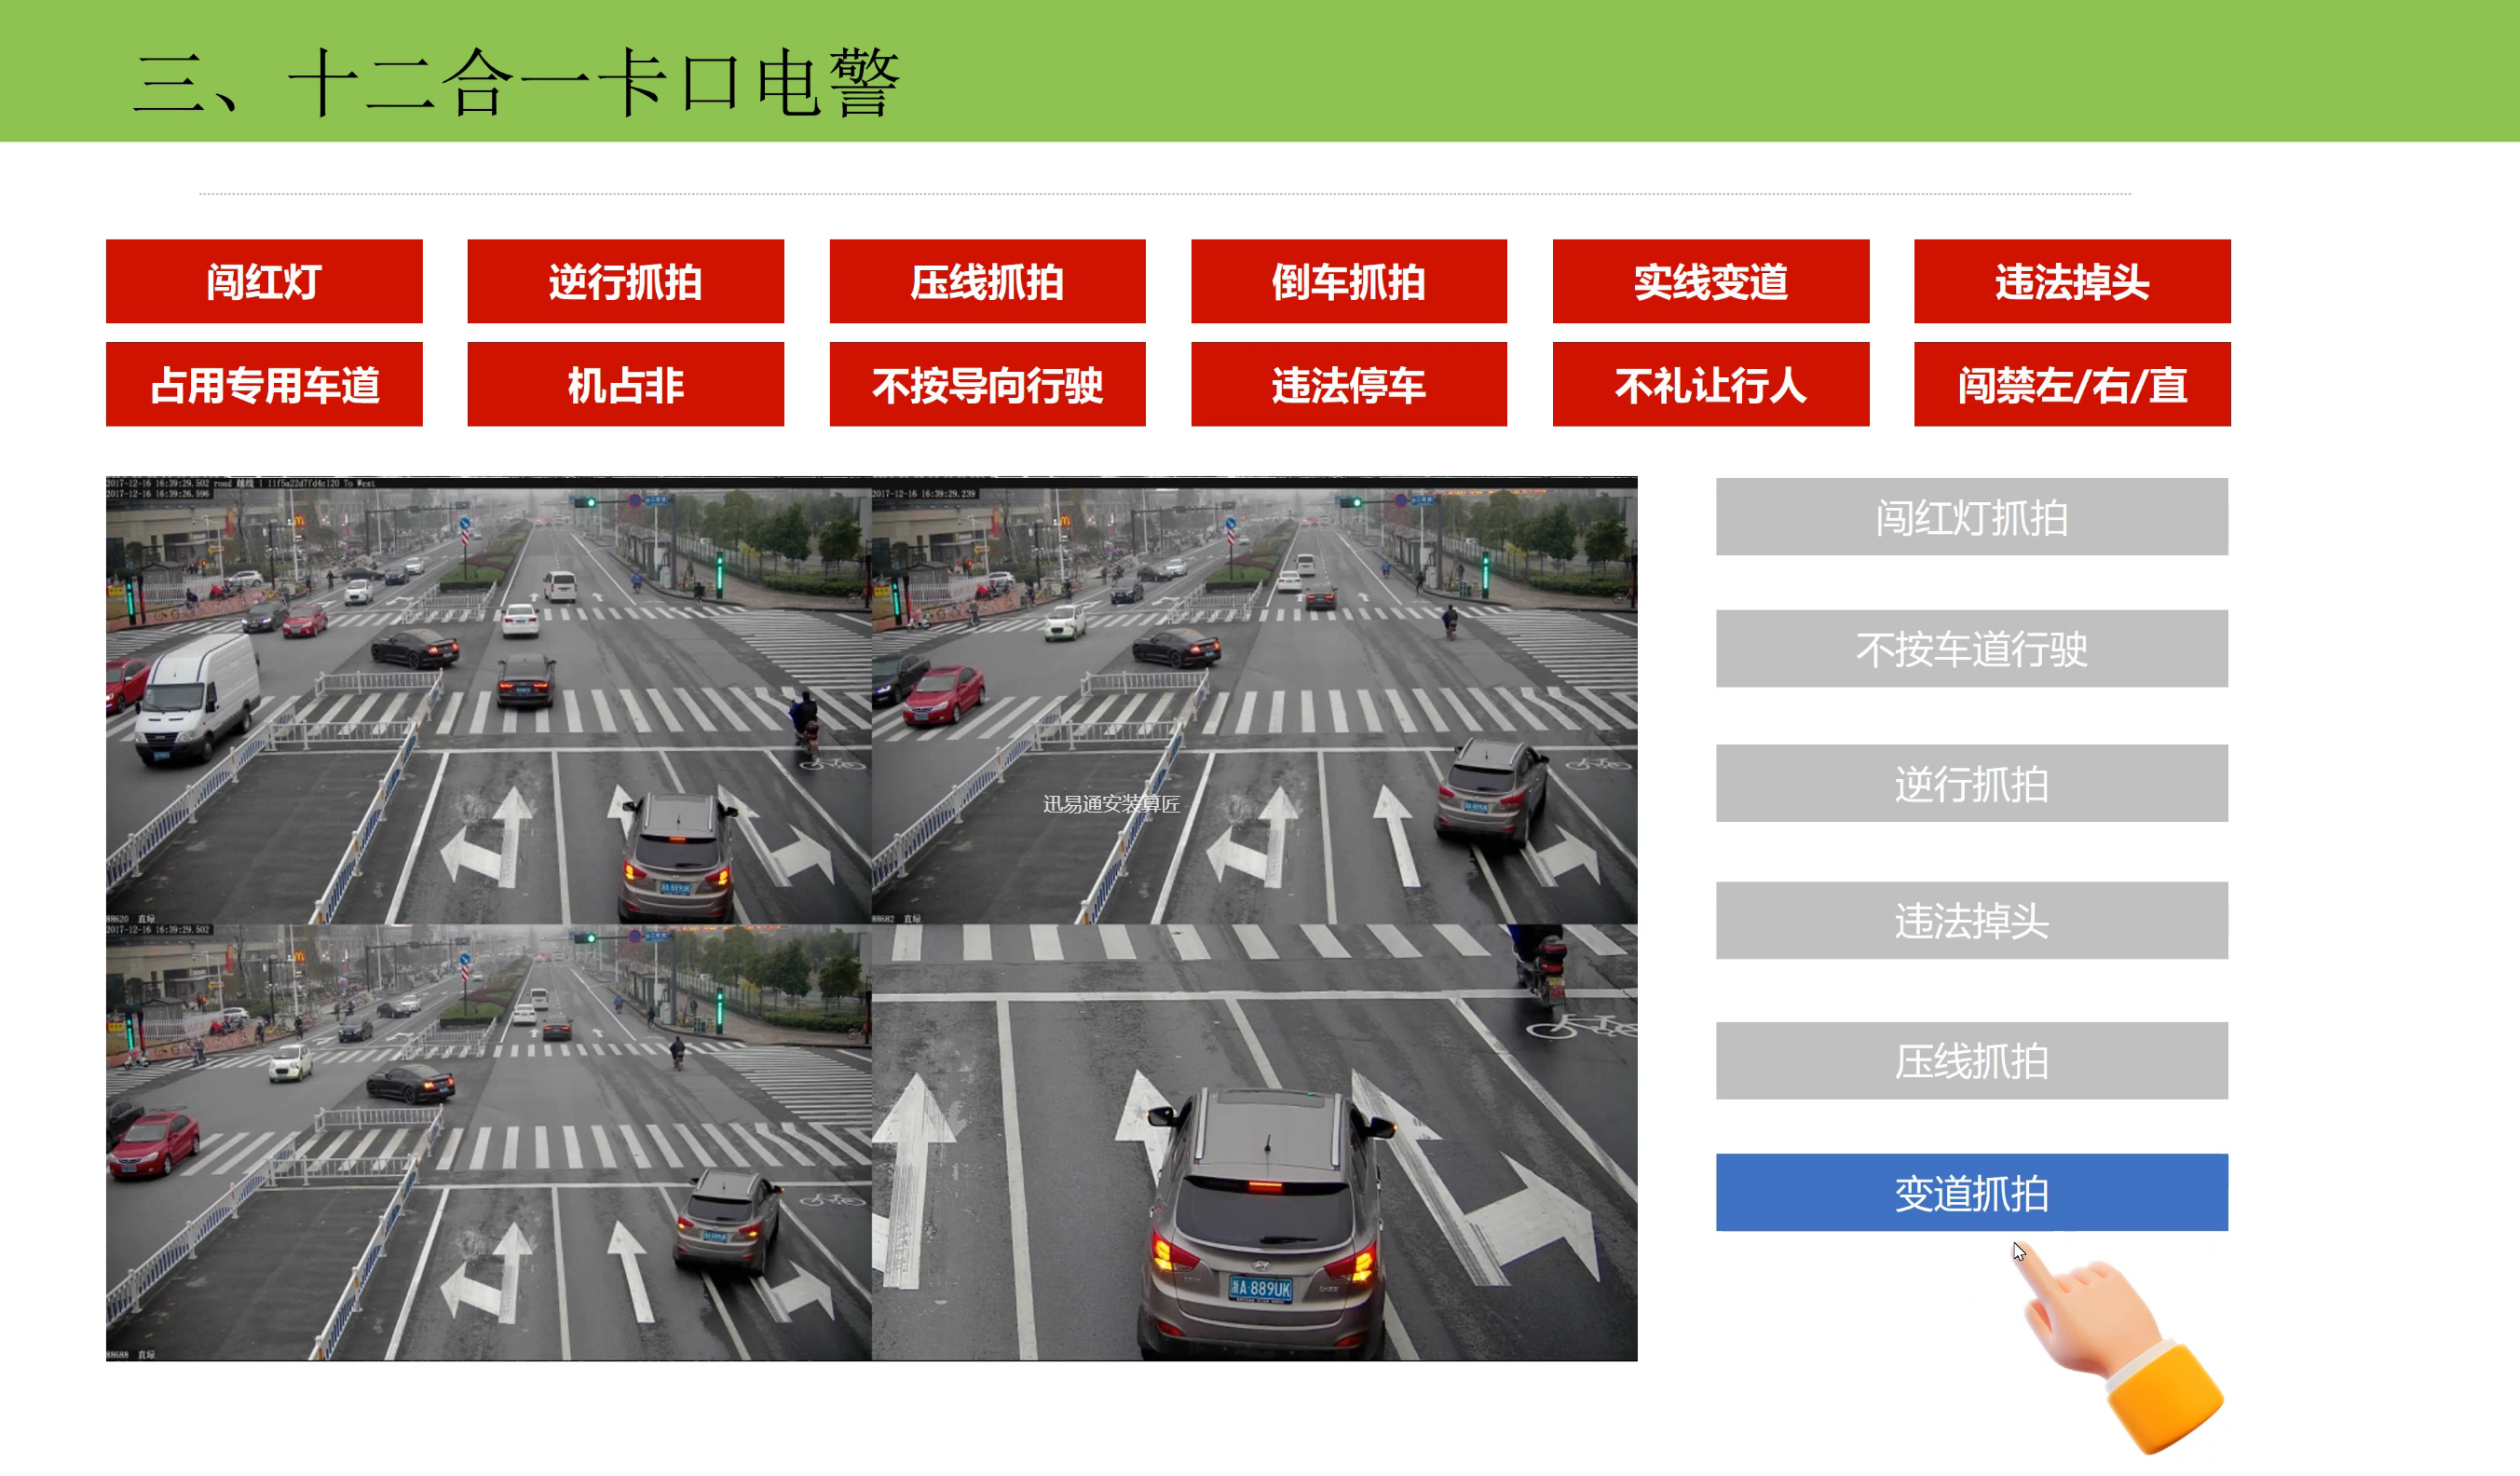 三、十二合一卡口电警
闯红灯
逆行抓拍
压线抓拍
倒车抓拍
实线变道
违法掉头
占用专用车道
机占非
不按导向行驶
违法停车
不礼让行人
闯禁左/右/直
2017-12-16 16:39:29.502 road 越线 1 11f5a22d7fd4c120 To West
2017-12-16 16:39:26.596
2017-12-16 16:39:29.239
迅易通安装算匠
88620 直绿
88682 直绿
2017-12-16 16:39:29.502
浙A·889UK
88688 直绿
闯红灯抓拍
不按车道行驶
逆行抓拍
违法掉头
压线抓拍
变道抓拍